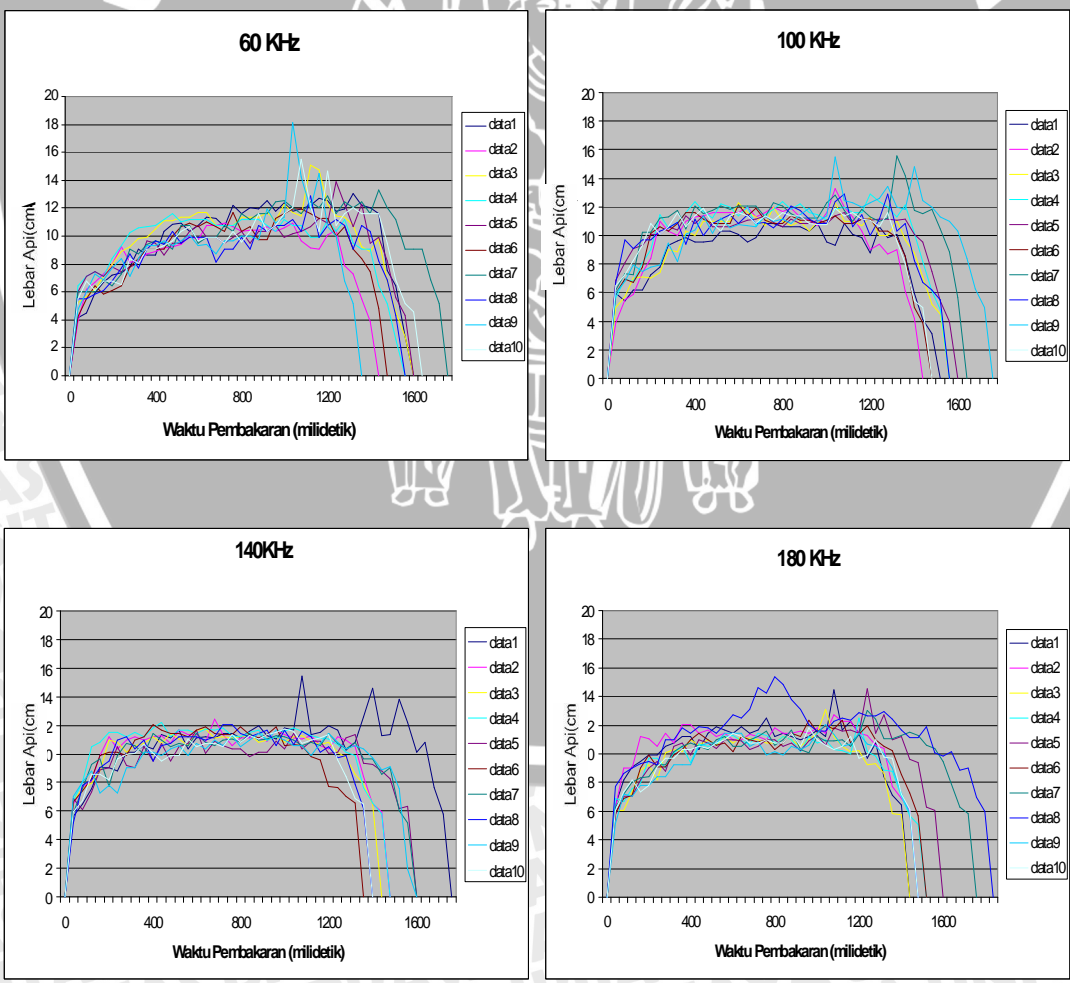 60 KHz
20
18
16
14
12
10
8
6
4
2
0
Lebar Api(cm)
0 400 800 1200 1600
Waktu Pembakaran (milidetik)
data1
data2
data3
data4
data5
data6
data7
data8
data9
data10
100 KHz
20
18
16
14
12
10
8
6
4
2
0
Lebar Api(cm
0 400 800 1200 1600
Waktu Pembakaran (milidetik)
data1
data2
data3
data4
data5
data6
data7
data8
data9
data10
140KHz
20
18
16
14
12
10
8
6
4
2
0
Lebar Api(cm
0 400 800 1200 1600
Waktu Pembakaran (milidetik)
data1
data2
data3
data4
data5
data6
data7
data8
data9
data10
180 KHz
20
18
16
14
12
10
8
6
4
2
0
Lebar Api(cm
0 400 800 1200 1600
Waktu Pembakaran (milidetik)
data1
data2
data3
data4
data5
data6
data7
data8
data9
data10